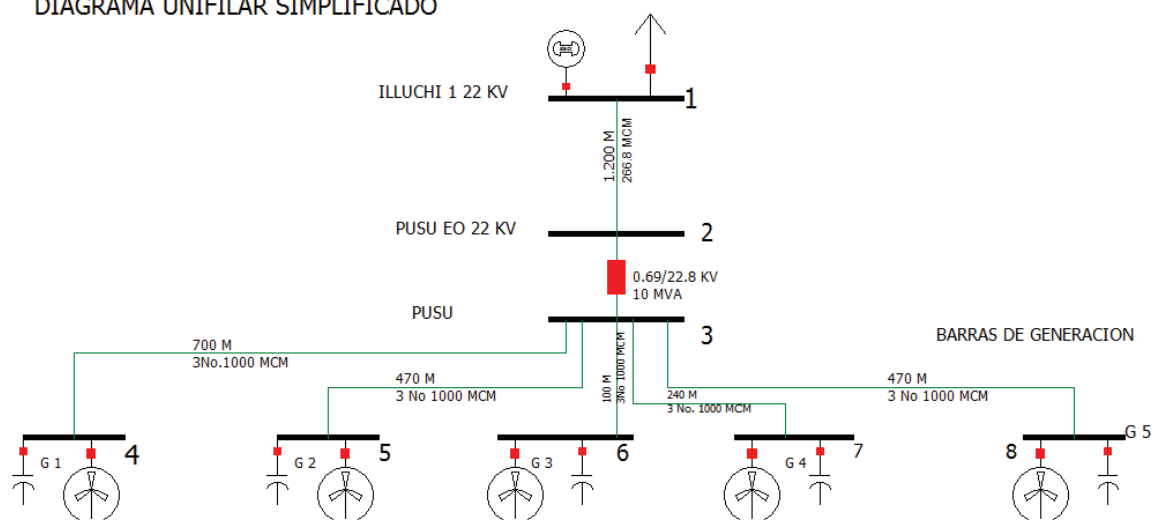 DIAGRAMA UNIFILAR SIMPLIFICADO
ILLUCHI 1 22 KV
1
1.200 M
266.8 MCM
PUSU EO 22 KV
2
0.69/22.8 KV
10 MVA
PUSU
3
BARRAS DE GENERACION
700 M
3No.1000 MCM
470 M
3 No 1000 MCM
100 M
3No 1000 MCM
240 M
3 No. 1000 MCM
470 M
3 No 1000 MCM
G 1
4
G 2
5
G 3
6
G 4
7
8
G 5